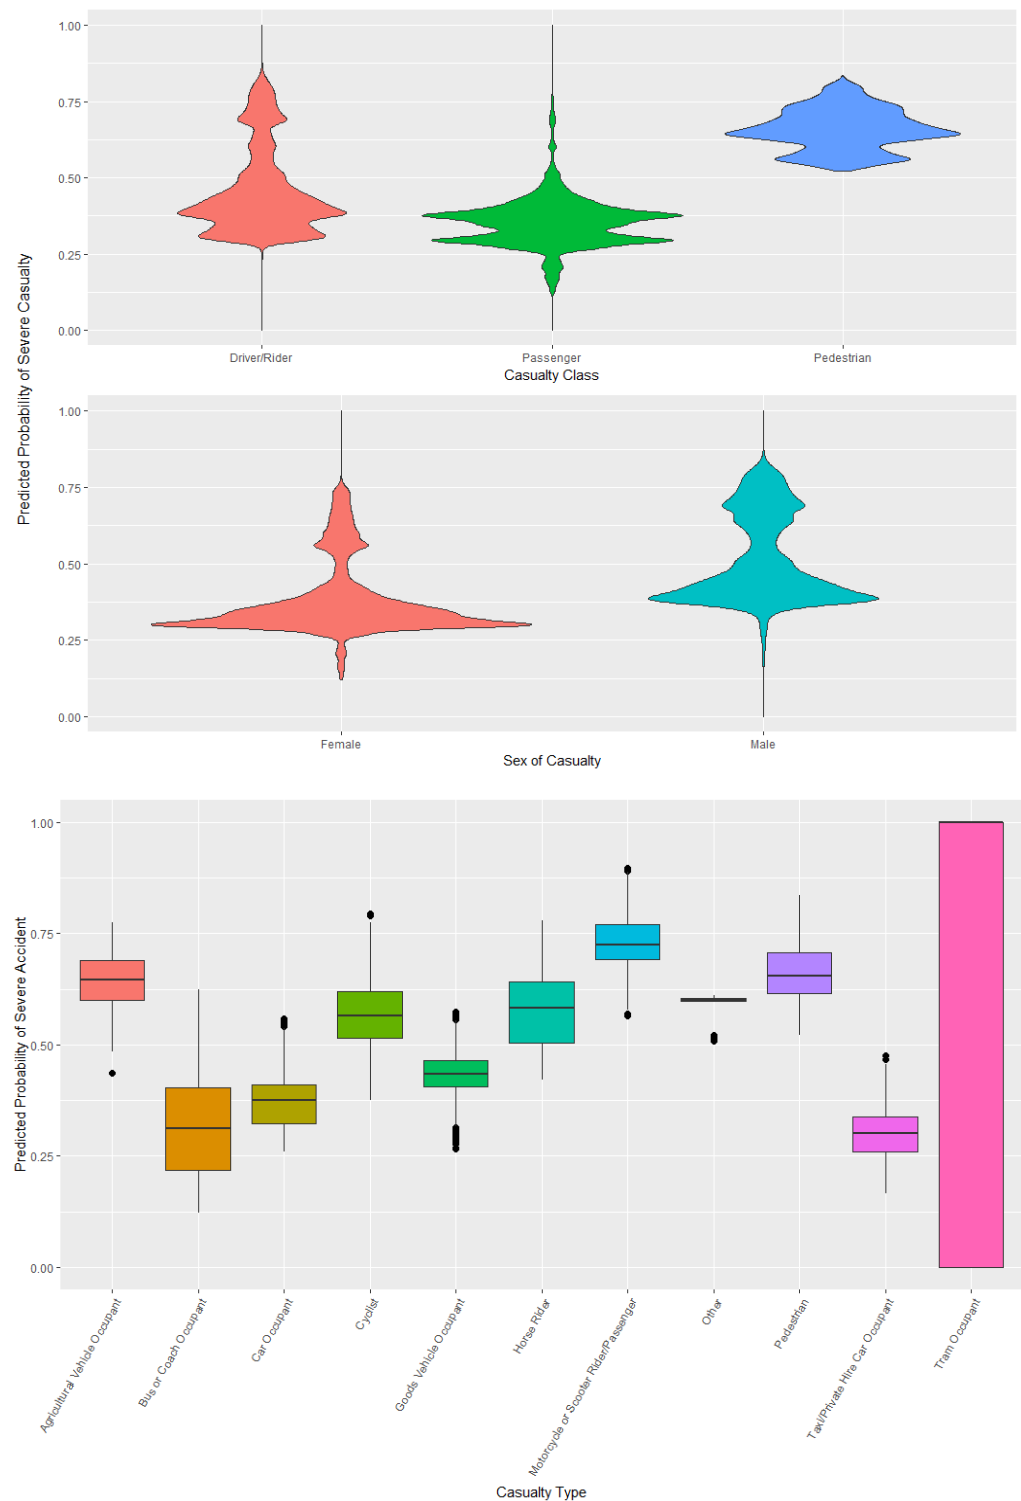 Predicted Probability of Severe Casualty
1.00
0.75
0.50
0.25
0.00
Driver/Rider
Passenger
Pedestrian
Casualty Class
1.00
0.75
0.50
0.25
0.00
Female
Male
Sex of Casualty
Predicted Probability of Severe Accident
1.00
0.75
0.50
0.25
0.00
Agricultural Vehicle Occupant
Bus or Coach Occupant
Car Occupant
Cyclist
Goods Vehicle Occupant
Horse Rider
Motorcycle or Scooter Rider/Passenger
Other
Pedestrian
Taxi/Private Hire Car Occupant
Tram Occupant
Casualty Type